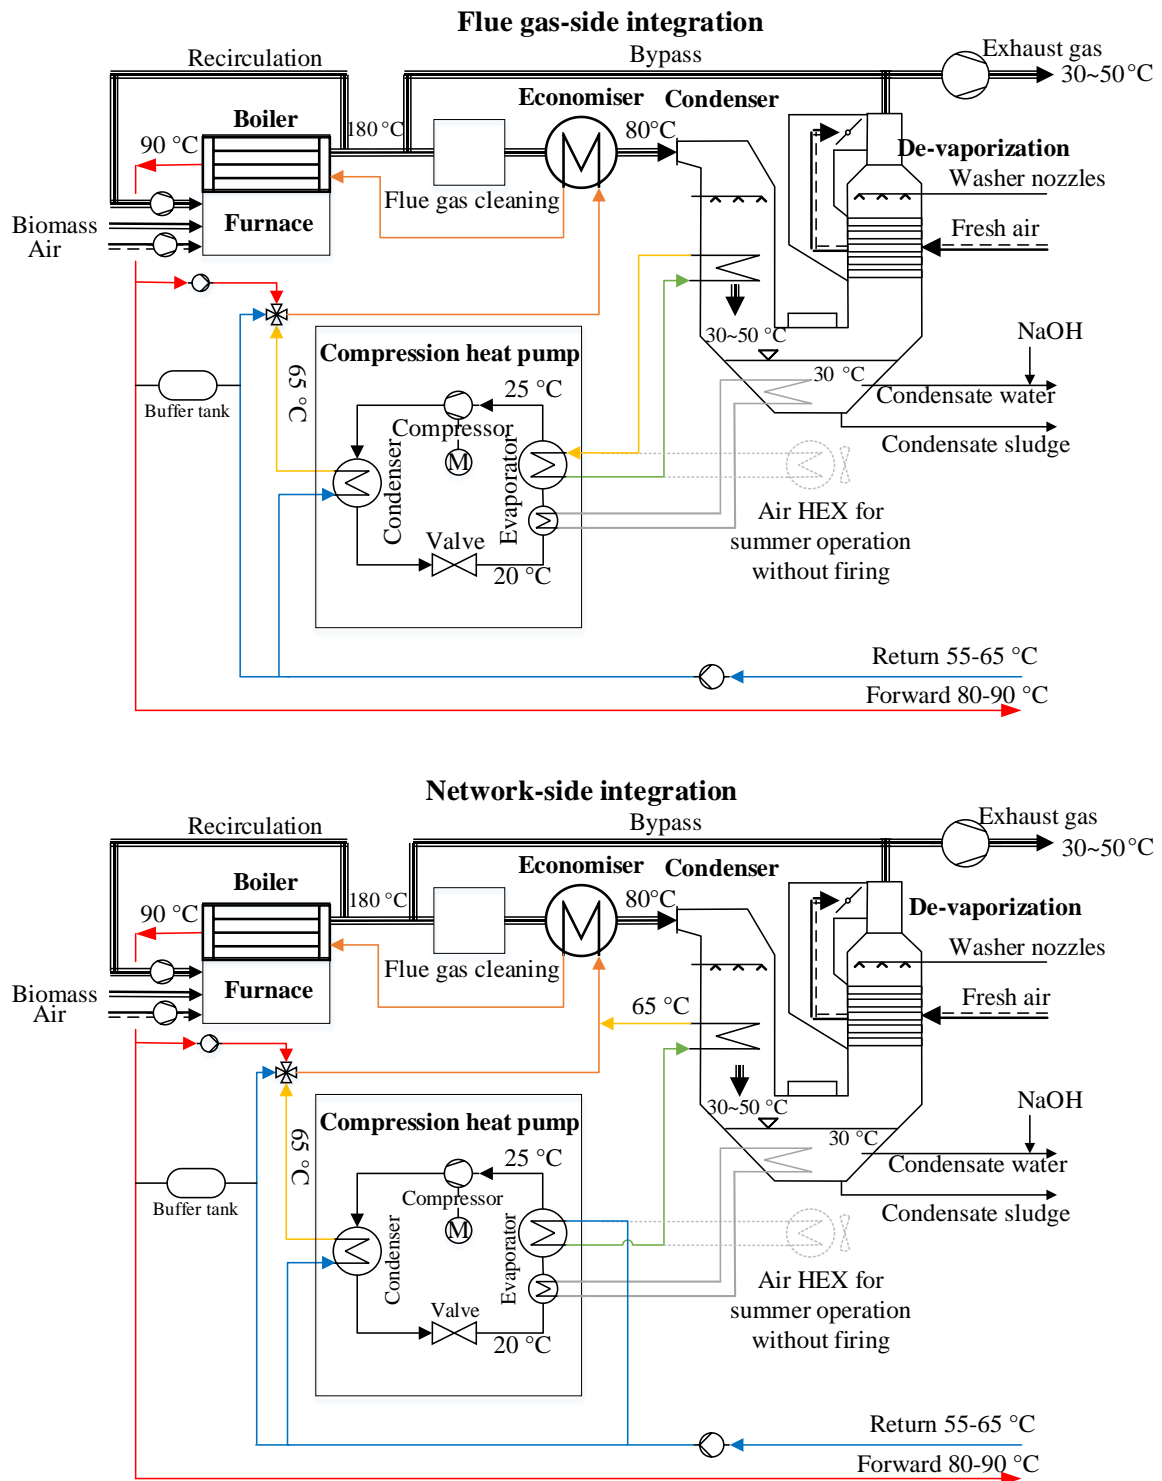 Flue gas-side integration
Recirculation
Bypass
Exhaust gas
30~50 °C
Economiser
Condenser
Boiler
90 °C
180 °C
80°C
De-vaporization
Washer nozzles
Flue gas cleaning
Biomass
Air
Furnace
Fresh air
30~50 °C
NaOH
Compression heat pump
65 °C
25 °C
30 °C
Condensate water
Buffer tank
Compressor
M
Condensate sludge
Condenser
Evaporator
Valve
20 °C
Air HEX for
summer operation
without firing
Return 55-65 °C
Forward 80-90 °C
Network-side integration
Recirculation
Bypass
Exhaust gas
30~50 °C
Economiser
Condenser
Boiler
90 °C
180 °C
80°C
De-vaporization
Washer nozzles
Flue gas cleaning
Biomass
Air
Furnace
Fresh air
65 °C
30~50 °C
NaOH
Compression heat pump
65 °C
25 °C
30 °C
Condensate water
Buffer tank
Compressor
M
Condensate sludge
Condenser
Evaporator
Valve
20 °C
Air HEX for
summer operation
without firing
Return 55-65 °C
Forward 80-90 °C